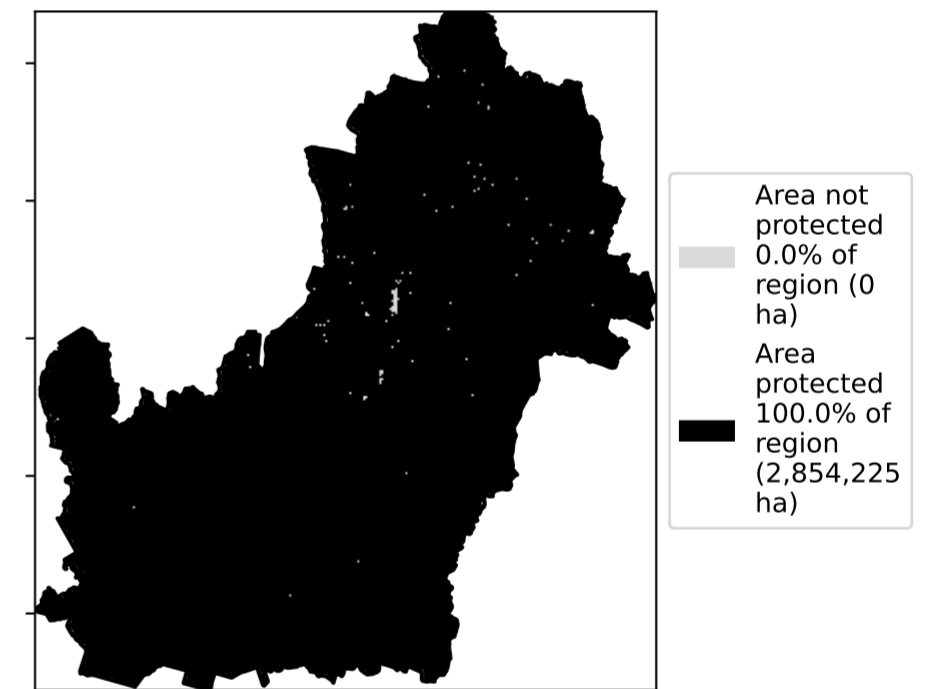 Area not
protected
0.0% of
region (0
ha)
Area
protected
100.0% of
region
(2,854,225
ha)